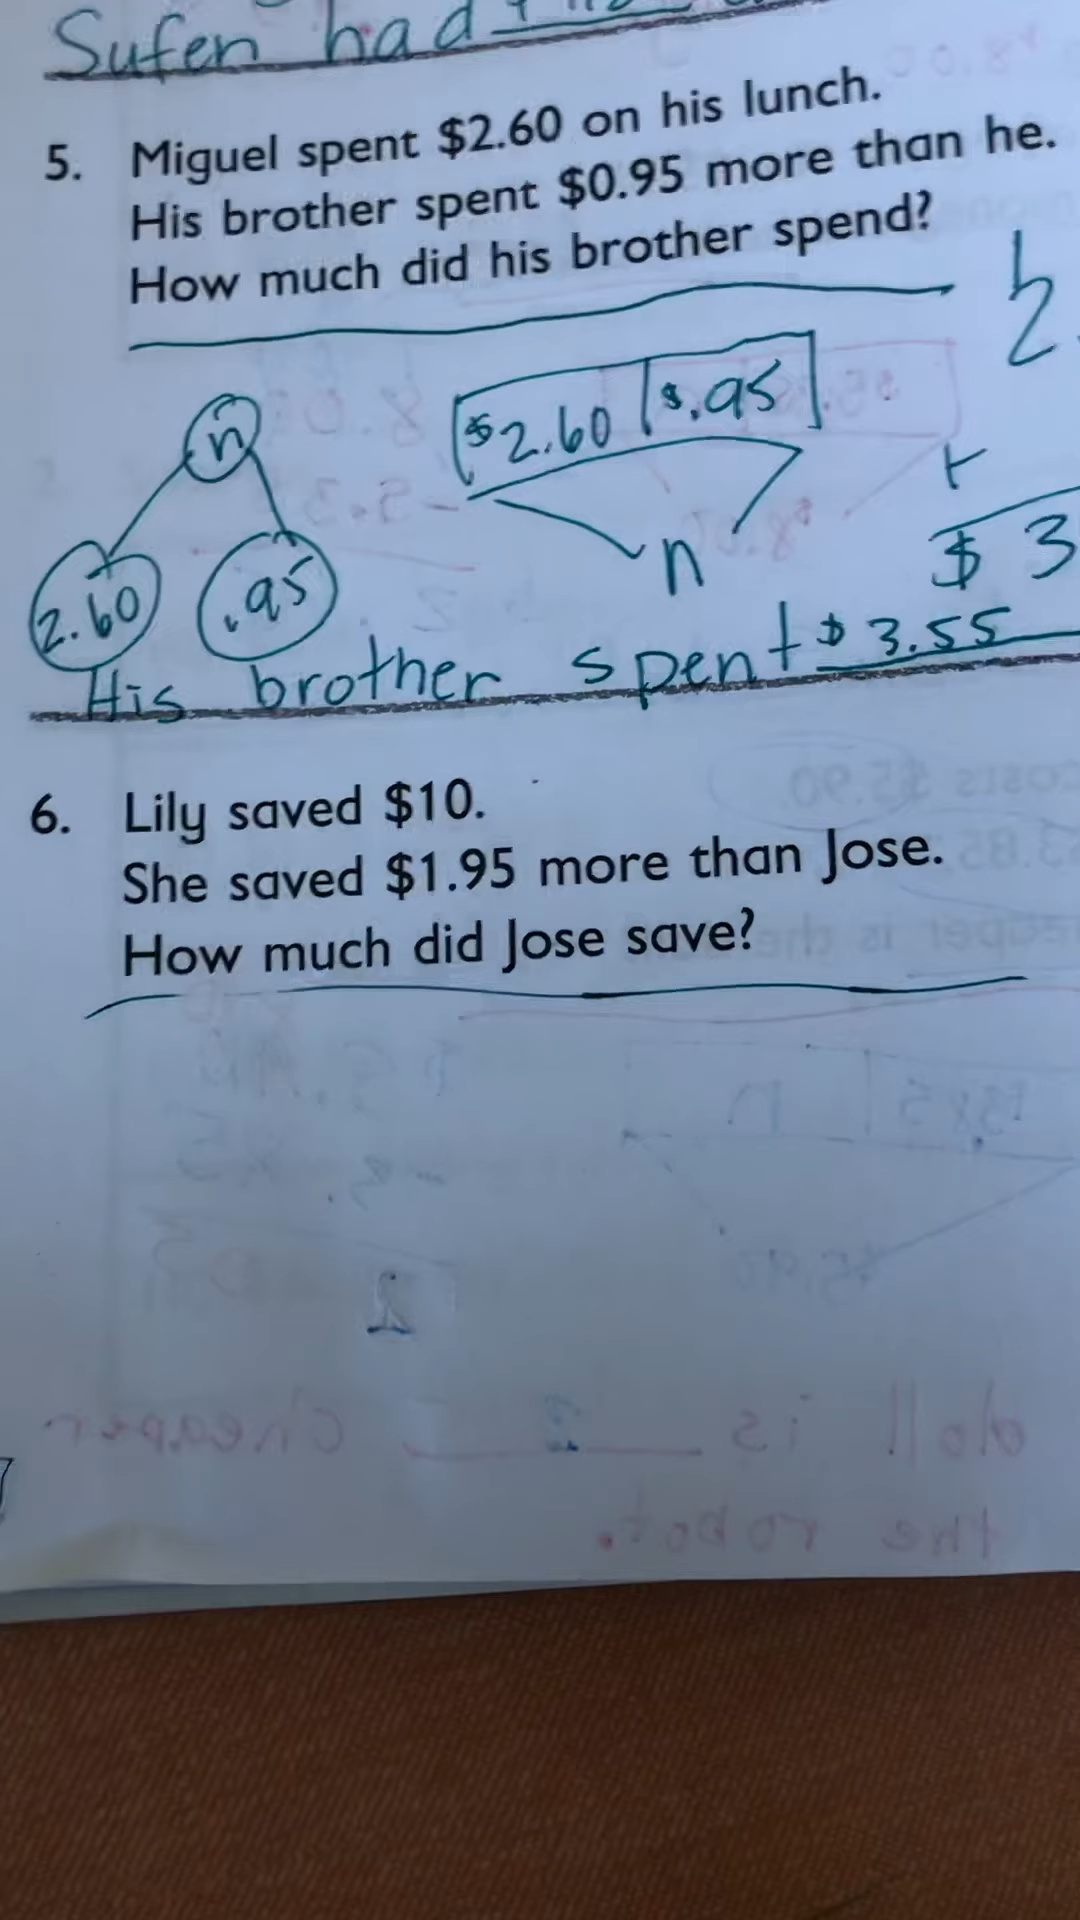 Sufen had
5. Miguel spent $2.60 on his lunch.
His brother spent $0.95 more than he.
How much did his brother spend?
n
$2.60 $.95
2.60 .95
n
+
$ 3
His brother spent $3.55
6. Lily saved $10.
She saved $1.95 more than Jose.
How much did Jose save?